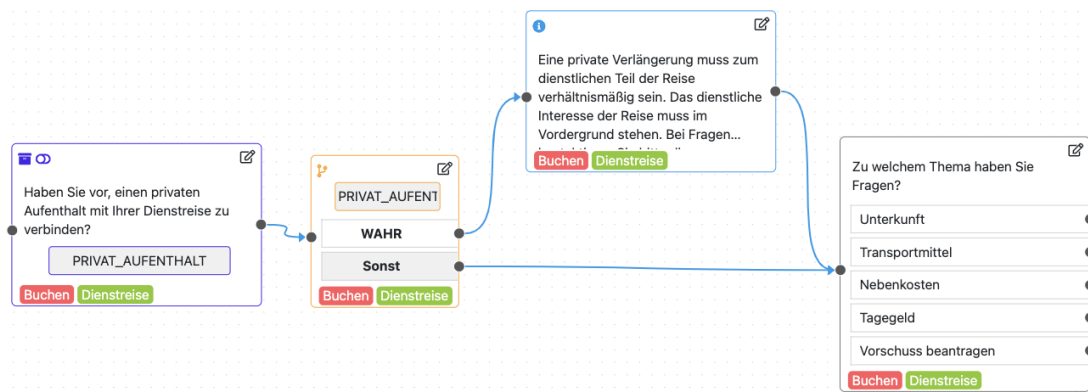 Haben Sie vor, einen privaten
Aufenthalt mit Ihrer Dienstreise zu
verbinden?
PRIVAT_AUFENTHALT
Buchen Dienstreise
PRIVAT_AUFENT
WAHR
Sonst
Buchen Dienstreise
Eine private Verlängerung muss zum
dienstlichen Teil der Reise
verhältnismäßig sein. Das dienstliche
Interesse der Reise muss im
Vordergrund stehen. Bei Fragen...
Buchen Dienstreise
Zu welchem Thema haben Sie
Fragen?
Unterkunft
Transportmittel
Nebenkosten
Tagegeld
Vorschuss beantragen
Buchen Dienstreise